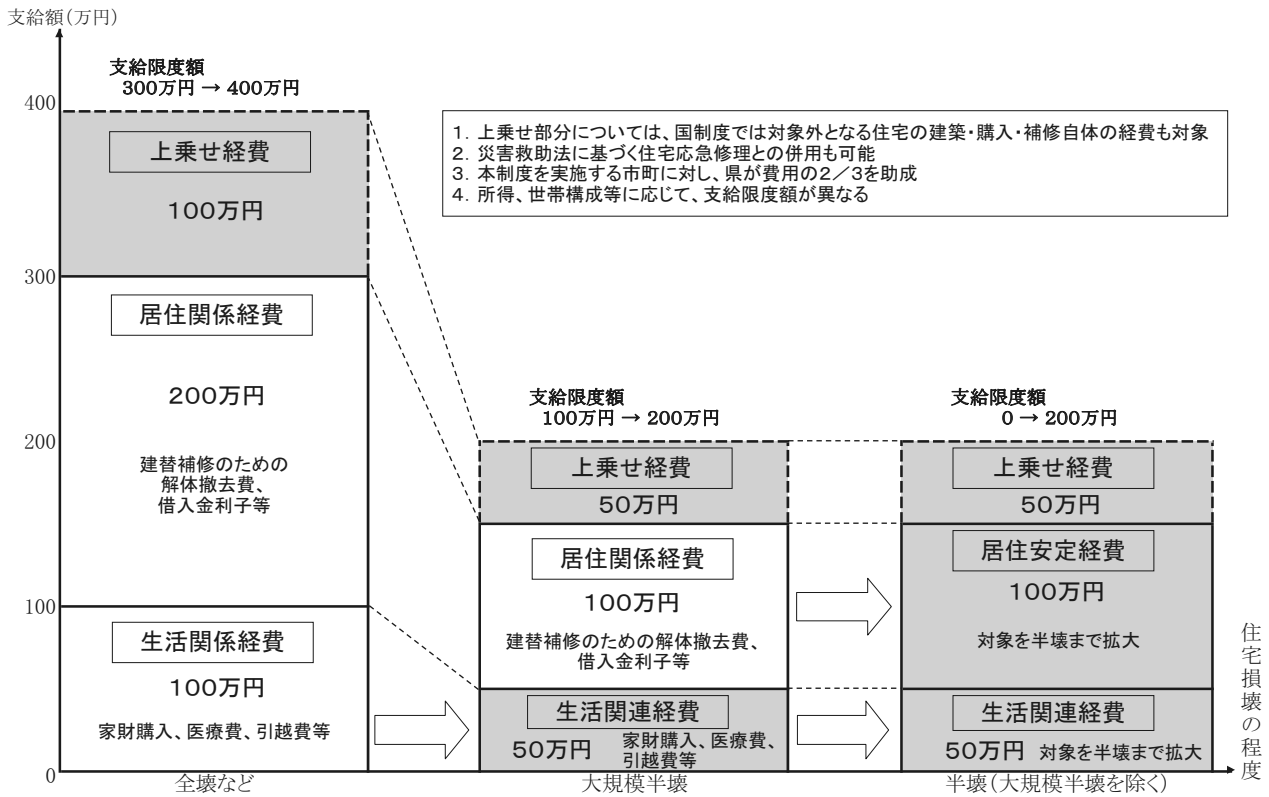 支給額（万円）
支給限度額
300万円 → 400万円
400
300
200
100
0
上乗せ経費
100万円
居住関係経費
200万円
建替補修のための
解体撤去費、
借入金利子等
生活関係経費
100万円
家財購入、医療費、引越費等
全壊など
1．上乗せ部分については、国制度では対象外となる住宅の建築・購入・補修自体の経費も対象
2．災害救助法に基づく住宅応急修理との併用も可能
3．本制度を実施する市町に対し、県が費用の2／3を助成
4．所得、世帯構成等に応じて、支給限度額が異なる
支給限度額
100万円 → 200万円
上乗せ経費
50万円
居住関係経費
100万円
建替補修のための解体撤去費、
借入金利子等
生活関連経費
50万円 家財購入、医療費、
引越費等
大規模半壊
支給限度額
0 → 200万円
上乗せ経費
50万円
居住安定経費
100万円
対象を半壊まで拡大
生活関連経費
50万円 対象を半壊まで拡大
半壊（大規模半壊を除く）
住宅損壊の程度